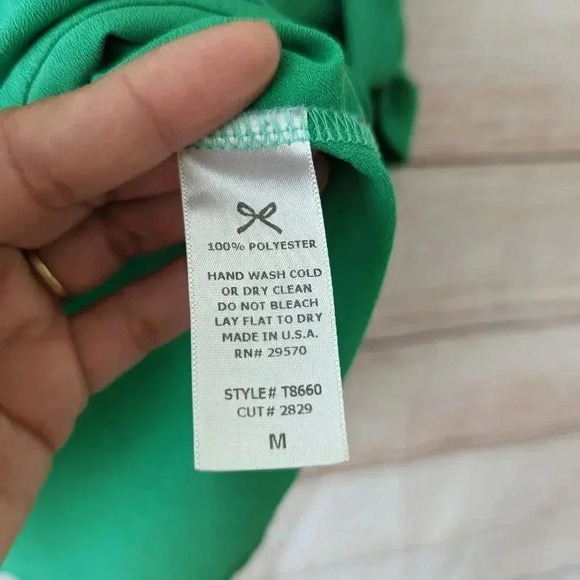 100% POLYESTER
HAND WASH COLD
OR DRY CLEAN
DO NOT BLEACH
LAY FLAT TO DRY
MADE IN U.S.A.
RN# 29570
STYLE# T8660
CUT# 2829
M